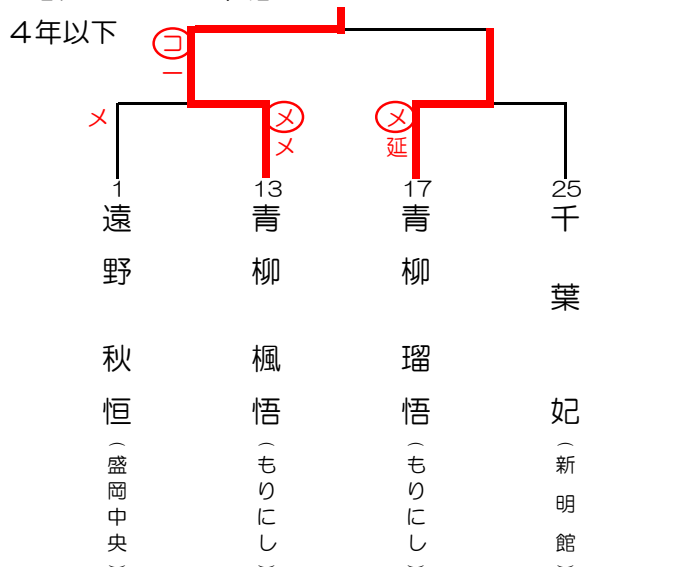 4年以下
コ
一
メ
メ
メ
メ
延
1
遠野 秋恒(盛岡中央
13
青柳 楓悟(もりにし
17
青柳 瑠悟(もりにし
25
千葉 妃(新明館